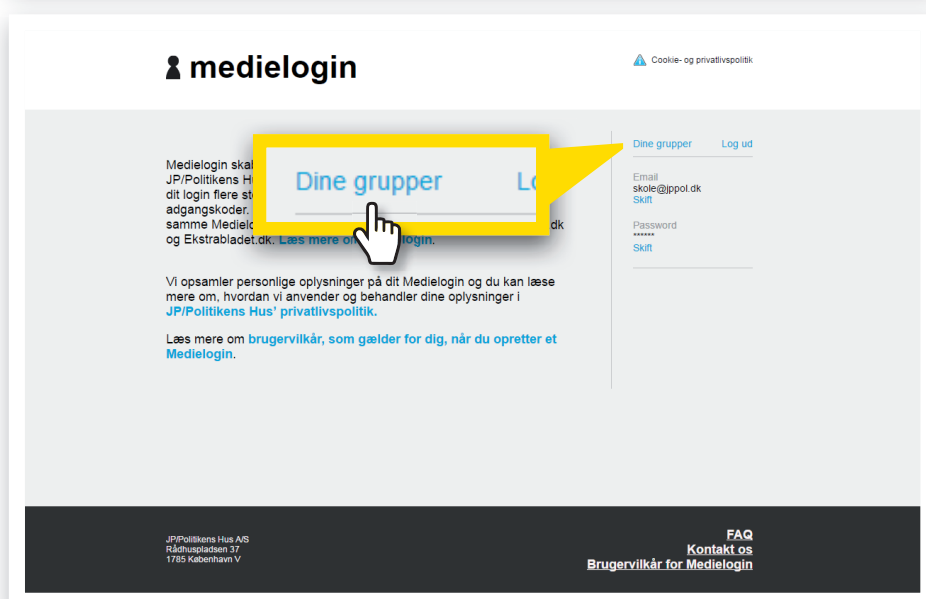 medielogin
Cookie- og privatlivspolitik
Dine grupper Log ud
Email
skole@jppol.dk
Skift
Password
******
Skift
Medielogin skal
JP/Politikens H
dit login flere st
adgangskoder.
samme Medielo dk
og Ekstrabladet.dk. Læs mere om login.
Dine grupper Lo
Vi opsamler personlige oplysninger på dit Medielogin og du kan læse
mere om, hvordan vi anvender og behandler dine oplysninger i
JP/Politikens Hus' privatlivspolitik.
Læs mere om brugervilkår, som gælder for dig, når du opretter et
Medielogin.
JP/Politikens Hus A/S
Rådhuspladsen 37
1785 København V
FAQ
Kontakt os
Brugervilkår for Medielogin